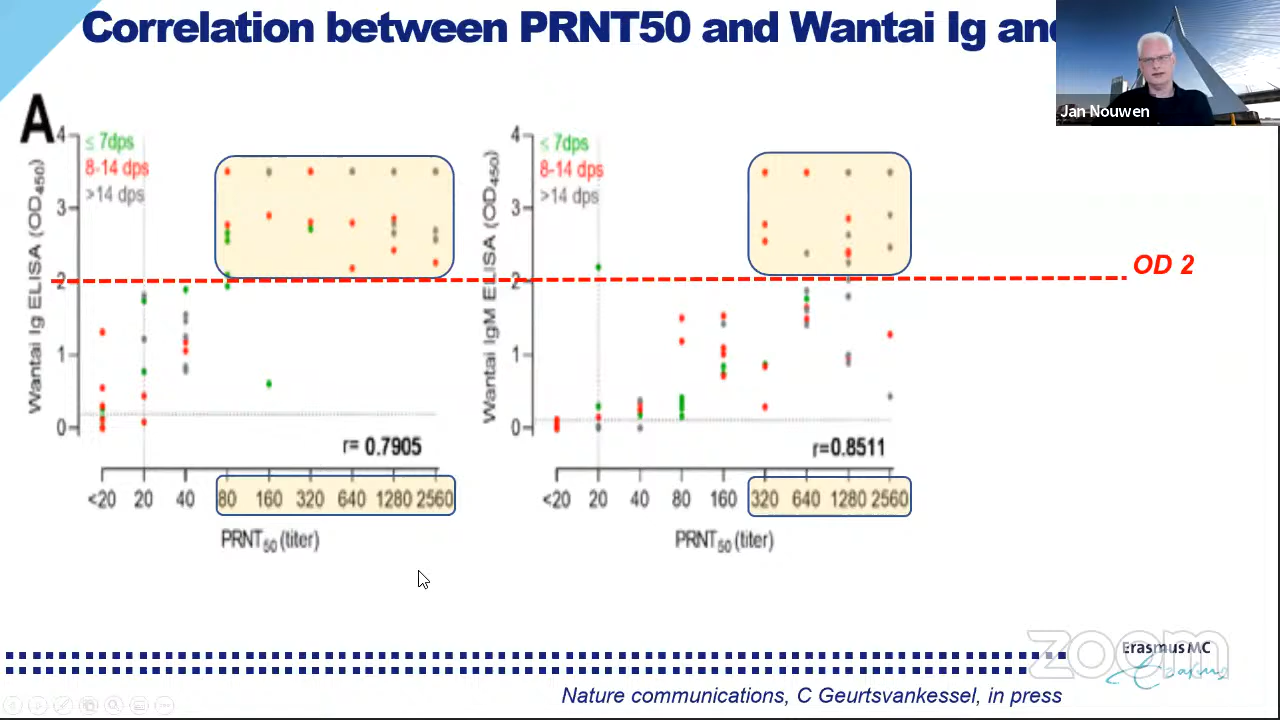 Correlation between PRNT50 and Wantai Ig and
Jan Nouwen
A
Wantai Ig ELISA (OD450)
4
3
2
1
0
≤ 7dps
8-14 dps
>14 dps
r= 0.7905
<20 20 40 80 160 320 640 1280 2560
PRNT50 (titer)
Wantai IgM ELISA (OD450)
4
3
2
1
0
≤ 7dps
8-14 dps
>14 dps
r=0.8511
<20 20 40 80 160 320 640 1280 2560
PRNT50 (titer)
OD 2
zoom
Erasmus MC
Erasmus
Nature communications, C Geurtsvankessel, in press